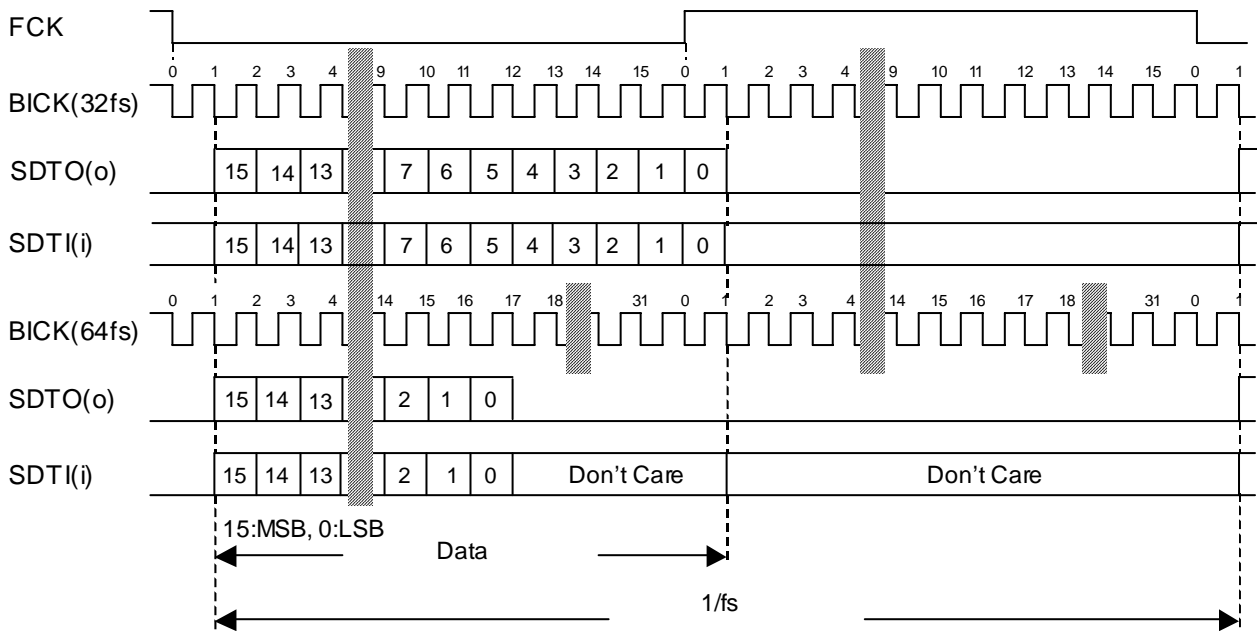 FCK
0 1 2 3 4 9 10 11 12 13 14 15 0 1 2 3 4 9 10 11 12 13 14 15 0 1
BICK(32fs)
SDTO(o) 15 14 13 7 6 5 4 3 2 1 0
SDTI(i) 15 14 13 7 6 5 4 3 2 1 0
0 1 2 3 4 14 15 16 17 18 31 0 1 2 3 4 14 15 16 17 18 31 0 1
BICK(64fs)
SDTO(o) 15 14 13 2 1 0
SDTI(i) 15 14 13 2 1 0 Don't Care Don't Care
15:MSB, 0:LSB
Data
1/fs